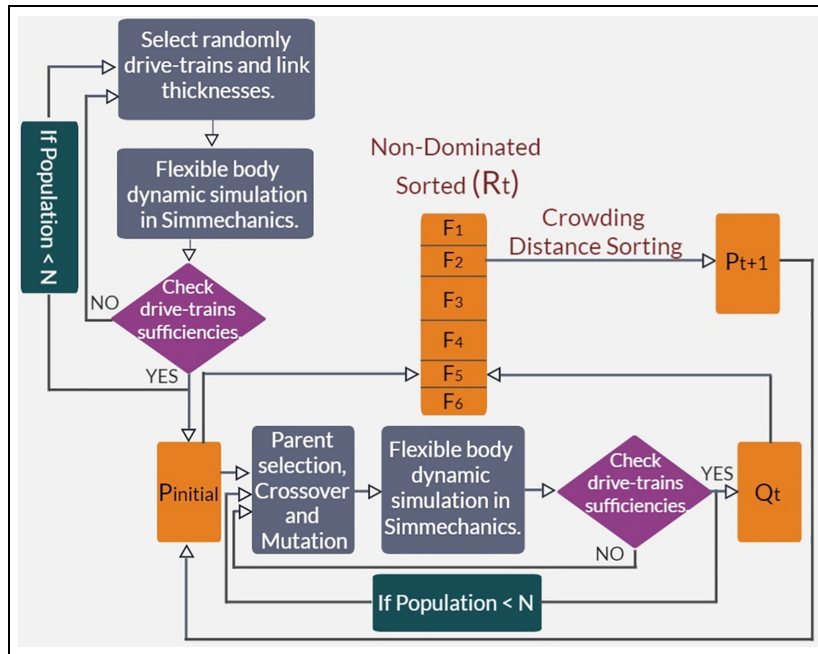 Select randomly
drive-trains and link
thicknesses.
If Population < N
Flexible body
dynamic simulation
in Simmechanics.
Check
drive-trains
sufficiencies.
NO
YES
Non-Dominated
Sorted (Rt)
F1
F2
F3
F4
F5
F6
Crowding
Distance Sorting
Pt+1
Pinitial
Parent
selection,
Crossover
and
Mutation
Flexible body
dynamic
simulation in
Simmechanics.
Check
drive-trains
sufficiencies.
YES
NO
Qt
If Population < N